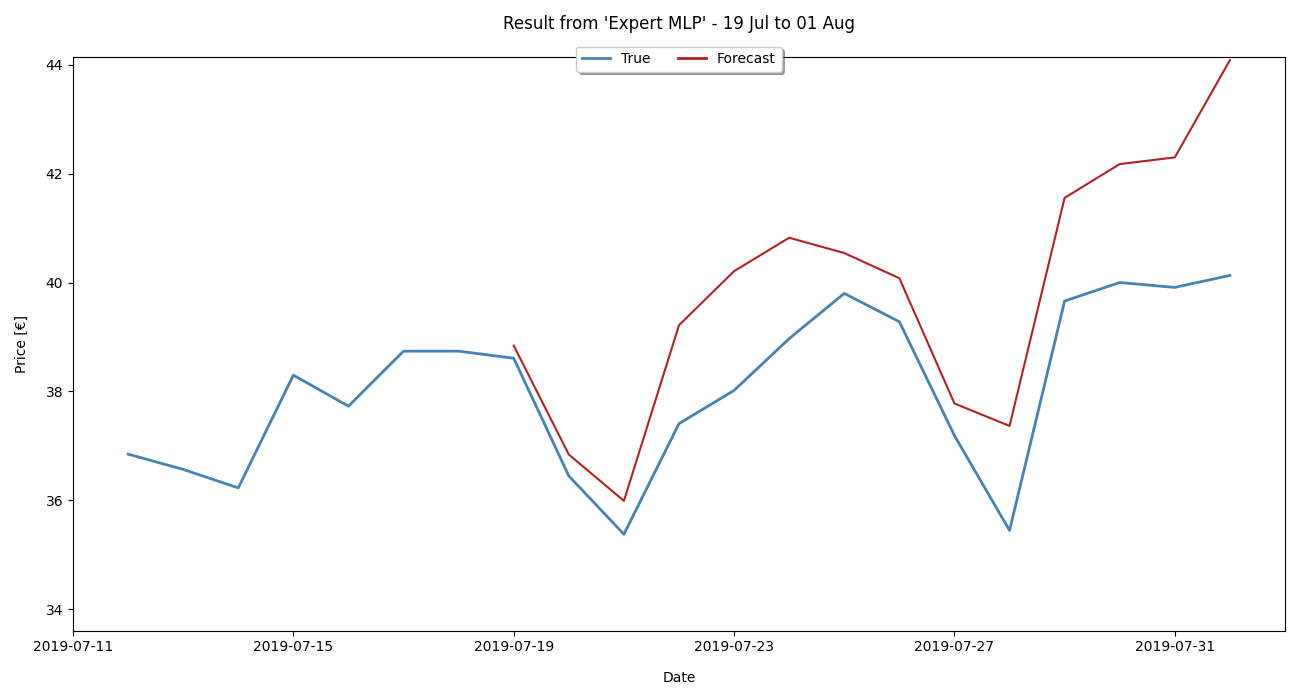 Result from 'Expert MLP' - 19 Jul to 01 Aug
True Forecast
44
42
40
38
36
34
Price [€]
2019-07-11 2019-07-15 2019-07-19 2019-07-23 2019-07-27 2019-07-31
Date